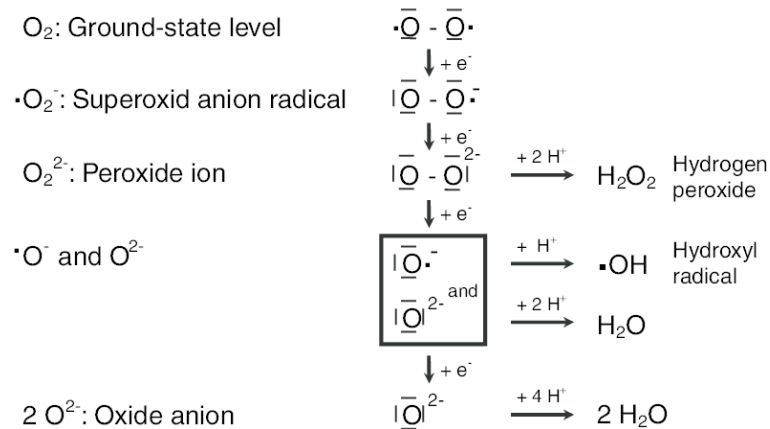 O₂: Ground-state level ·O̲̅ - O̲̅·
+ e⁻
·O₂⁻: Superoxid anion radical |O̲̅ - O̲̅·⁻
+ e⁻
O₂²⁻: Peroxide ion |O̲̅ - O̲̅|²⁻ + 2 H⁺ H₂O₂ Hydrogen peroxide
+ e⁻
·O⁻ and O²⁻ |O̲̅·⁻ + H⁺ ·OH Hydroxyl radical
and
|O̲̅|²⁻ + 2 H⁺ H₂O
+ e⁻
2 O²⁻: Oxide anion |O̲̅|²⁻ + 4 H⁺ 2 H₂O